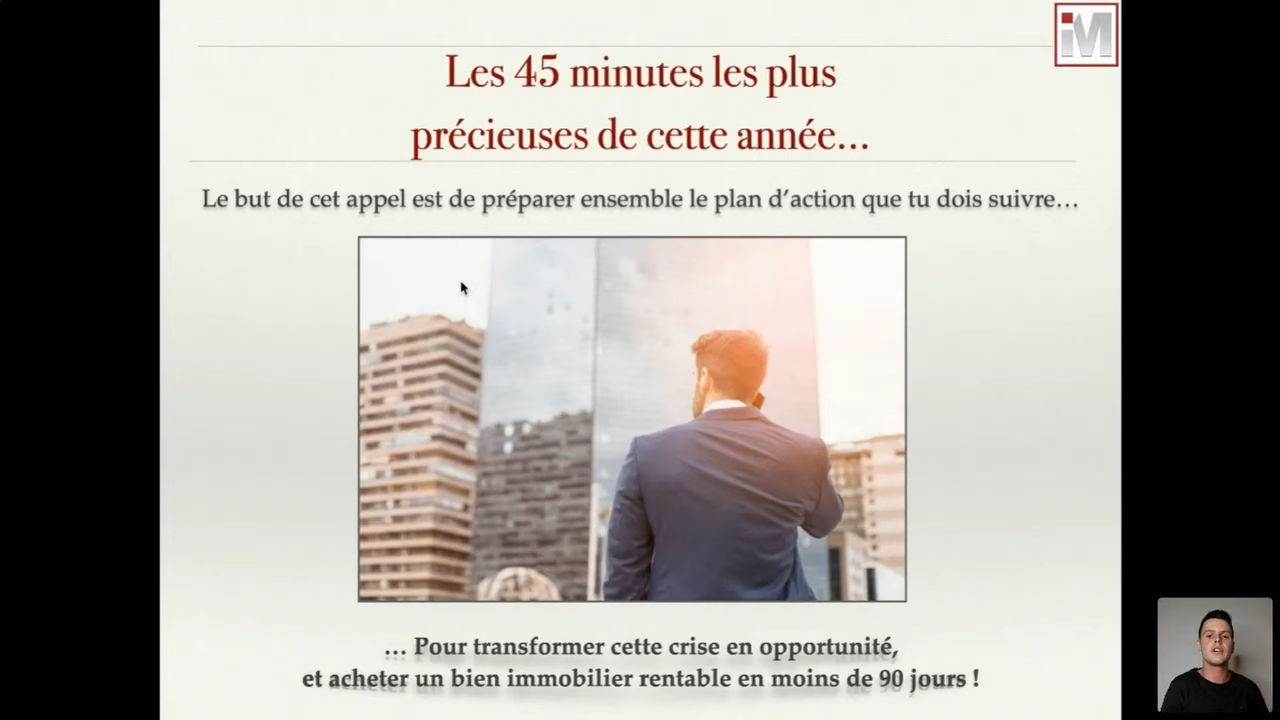 iM
Les 45 minutes les plus
précieuses de cette année…
Le but de cet appel est de préparer ensemble le plan d’action que tu dois suivre…
… Pour transformer cette crise en opportunité,
et acheter un bien immobilier rentable en moins de 90 jours !